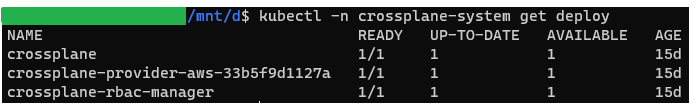 /mnt/d$ kubectl -n crossplane-system get deploy
NAME READY UP-TO-DATE AVAILABLE AGE
crossplane 1/1 1 1 15d
crossplane-provider-aws-33b5f9d1127a 1/1 1 1 15d
crossplane-rbac-manager 1/1 1 1 15d